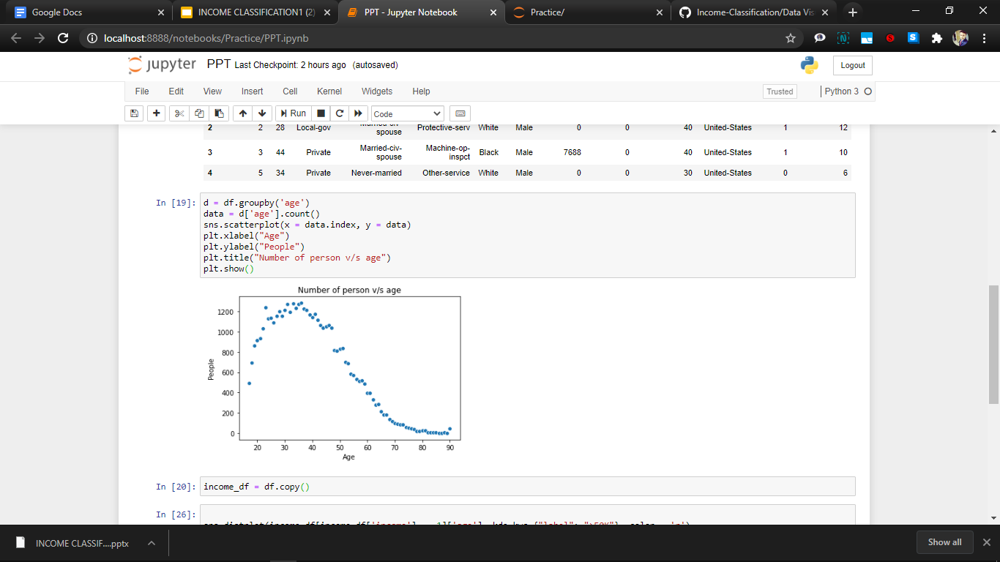 Google Docs
INCOME CLASSIFICATION1 (2)
PPT - Jupyter Notebook
Practice/
Income-Classification/Data Vis
localhost:8888/notebooks/Practice/PPT.ipynb
jupyter PPT Last Checkpoint: 2 hours ago (autosaved)
Logout
File Edit View Insert Cell Kernel Widgets Help
Trusted
Python 3
Run
Code
2 2 28 Local-gov Married-civ-spouse Protective-serv White Male 0 0 40 United-States 1 12
3 3 44 Private Married-civ-spouse Machine-op-inspct Black Male 7688 0 40 United-States 1 10
4 5 34 Private Never-married Other-service White Male 0 0 30 United-States 0 6
In [19]:
d = df.groupby('age')
data = d['age'].count()
sns.scatterplot(x = data.index, y = data)
plt.xlabel("Age")
plt.ylabel("People")
plt.title("Number of person v/s age")
plt.show()
Number of person v/s age
1200
1000
800
600
400
200
0
People
20 30 40 50 60 70 80 90
Age
In [20]: income_df = df.copy()
In [26]:
INCOME CLASSIF....pptx
Show all